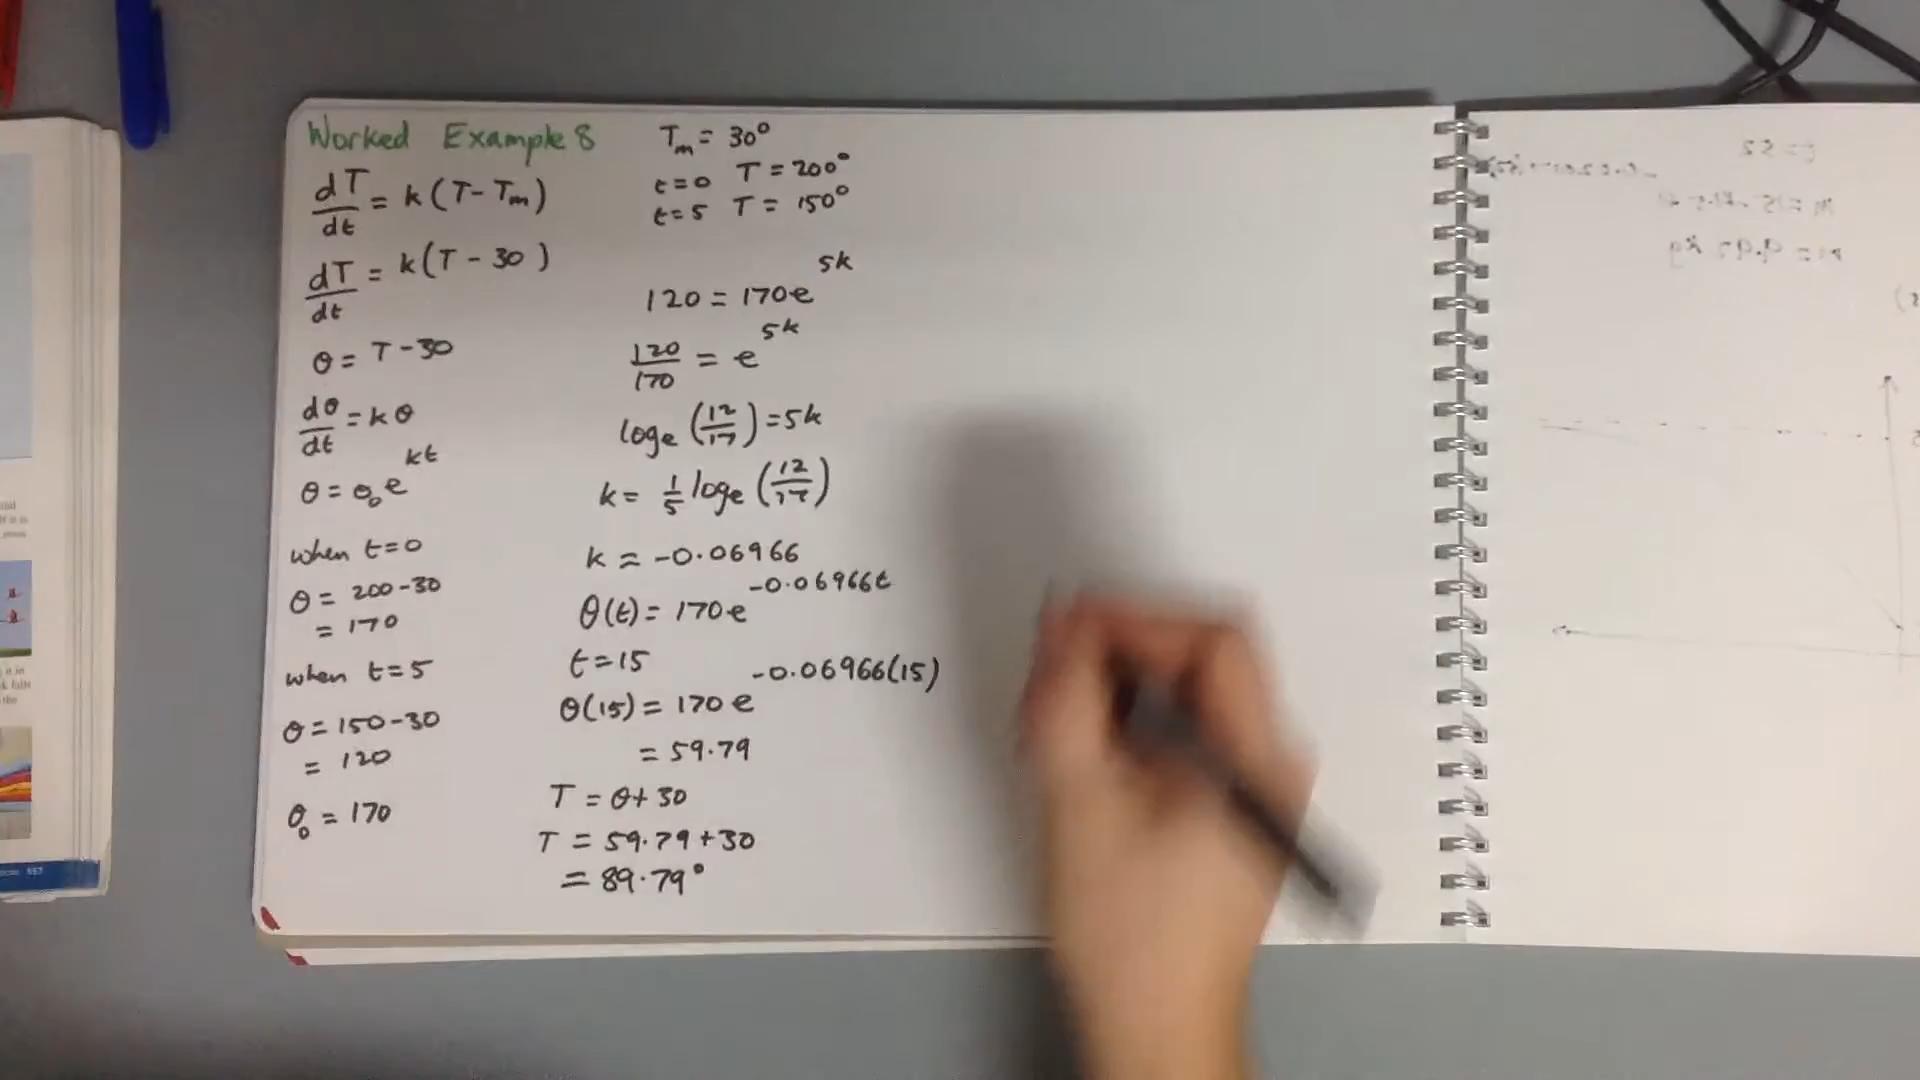 Worked Example 8
dT/dt = k(T - Tm)
dT/dt = k(T - 30)
θ = T - 30
dθ/dt = kθ
θ = θ₀e^kt
when t=0
θ = 200-30
= 170
when t=5
θ = 150-30
= 120
θ₀ = 170
Tm = 30°
t=0 T = 200°
t=5 T = 150°
120 = 170e^5k
120/170 = e^5k
loge (12/17) = 5k
k = 1/5 loge (12/17)
k ≈ -0.06966
θ(t) = 170e^-0.06966t
t=15
θ(15) = 170e^-0.06966(15)
= 59.79
T = θ+30
T = 59.79+30
= 89.79°